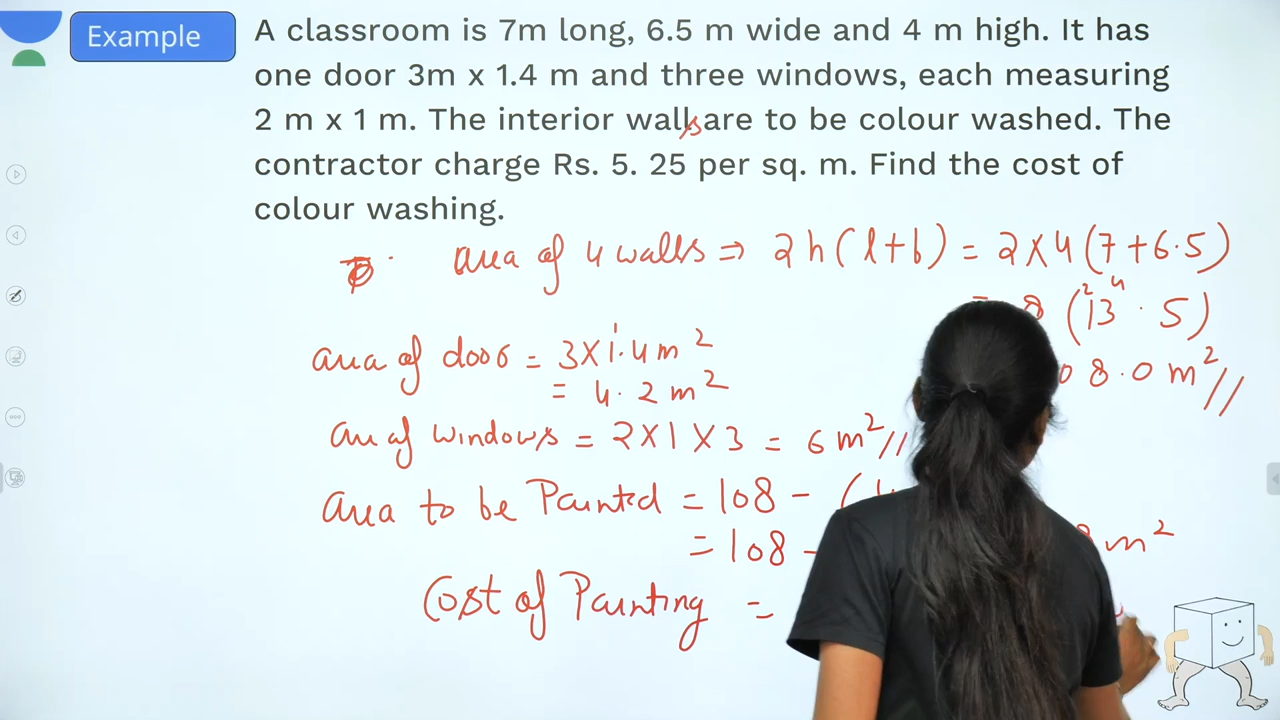 Example
A classroom is 7m long, 6.5 m wide and 4 m high. It has
one door 3m x 1.4 m and three windows, each measuring
2 m x 1 m. The interior walls are to be colour washed. The
contractor charge Rs. 5. 25 per sq. m. Find the cost of
colour washing.
area of 4 walls ⇒ 2h(l+b) = 2×4(7+6.5)
8 (13.5)
08.0 m²//
area of door = 3×1.4m²
= 4.2 m²
area of windows = 2×1×3 = 6 m²//
area to be Painted = 108 - (
= 108 - m²
Cost of Painting =